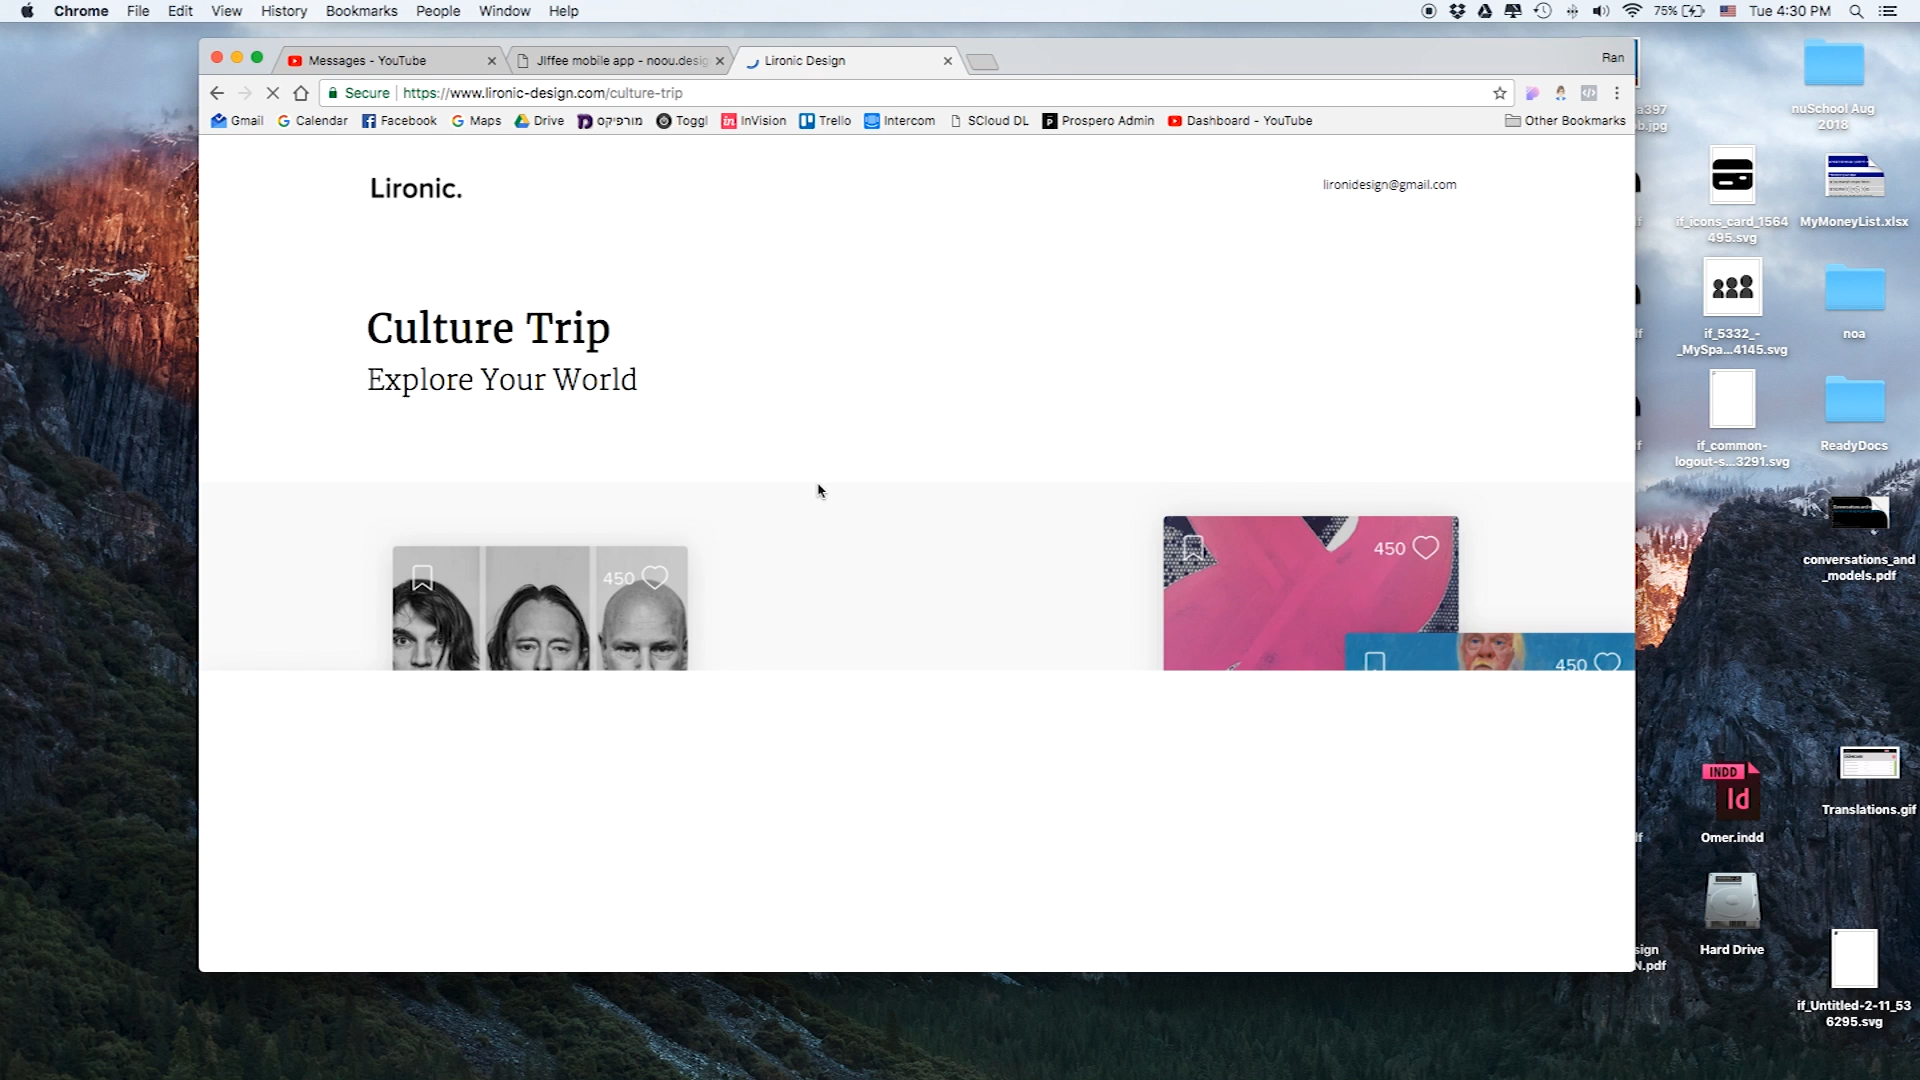 Chrome File Edit View History Bookmarks People Window Help
75% Tue 4:30 PM
Messages - YouTube
JIffee mobile app - noou.desig
Lironic Design
Ran
Secure https://www.lironic-design.com/culture-trip
Gmail Calendar Facebook Maps Drive מורפיקס Toggl InVision Trello Intercom SCloud DL Prospero Admin Dashboard - YouTube Other Bookmarks
Lironic.
lironidesign@gmail.com
Culture Trip
Explore Your World
450
450
450
a397
b.jpg
nuSchool Aug
2018
if_icons_card_1564
495.svg
MyMoneyList.xlsx
if_5332_-
_MySpa...4145.svg
noa
if_common-
logout-s...3291.svg
ReadyDocs
conversations_and
_models.pdf
INDD
Id
Omer.indd
Translations.gif
Hard Drive
sign
N.pdf
if_Untitled-2-11_53
6295.svg